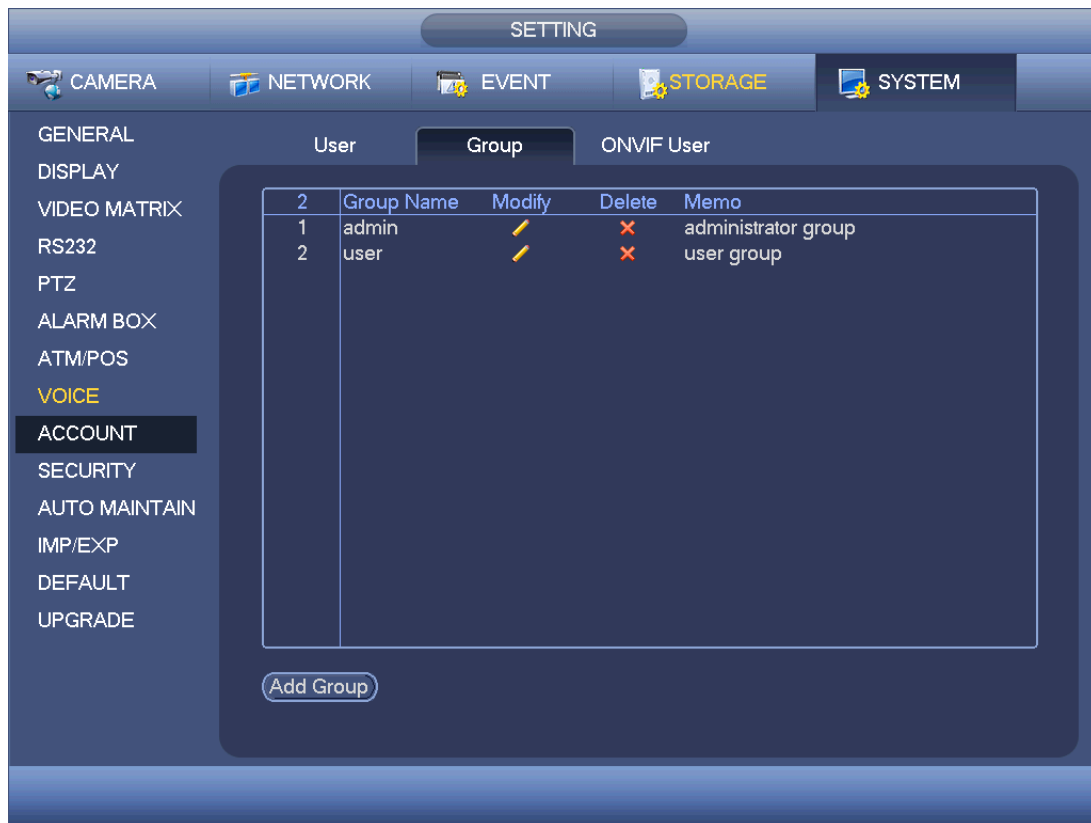 SETTING
CAMERA NETWORK EVENT STORAGE SYSTEM
GENERAL
DISPLAY
VIDEO MATRIX
RS232
PTZ
ALARM BOX
ATM/POS
VOICE
ACCOUNT
SECURITY
AUTO MAINTAIN
IMP/EXP
DEFAULT
UPGRADE
User Group ONVIF User
2 Group Name Modify Delete Memo
1 admin administrator group
2 user user group
Add Group